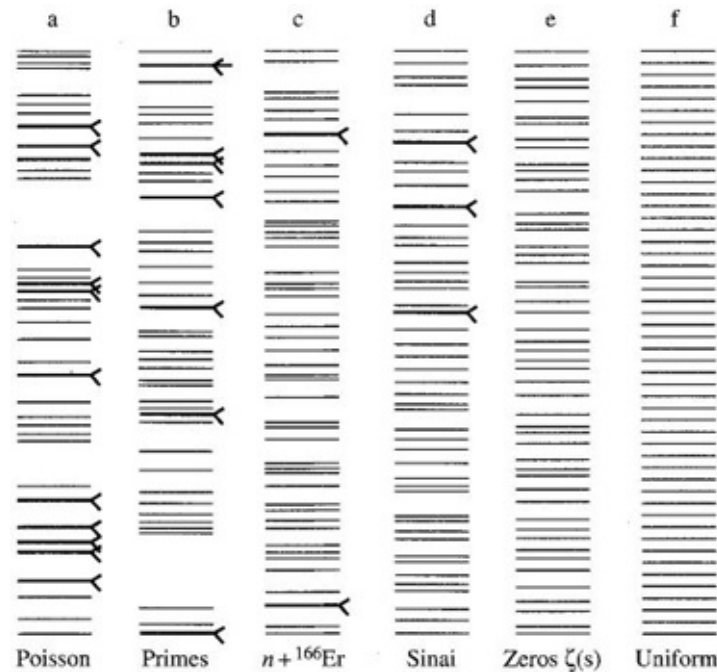 a b c d e f
Poisson Primes n + ¹⁶⁶Er Sinai Zeros ζ(s) Uniform